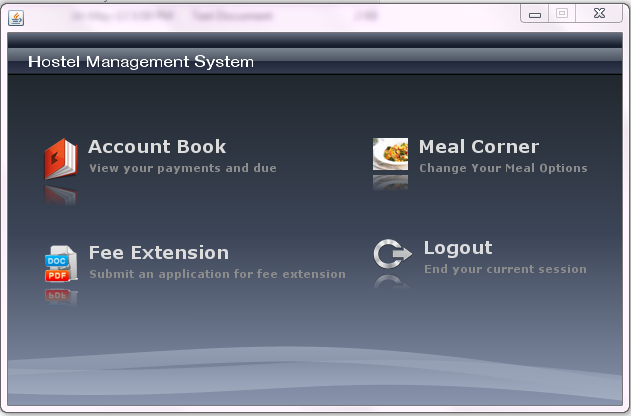 Hostel Management System
Account Book
View your payments and due
Meal Corner
Change Your Meal Options
Fee Extension
Submit an application for fee extension
DOC
PDF
Logout
End your current session